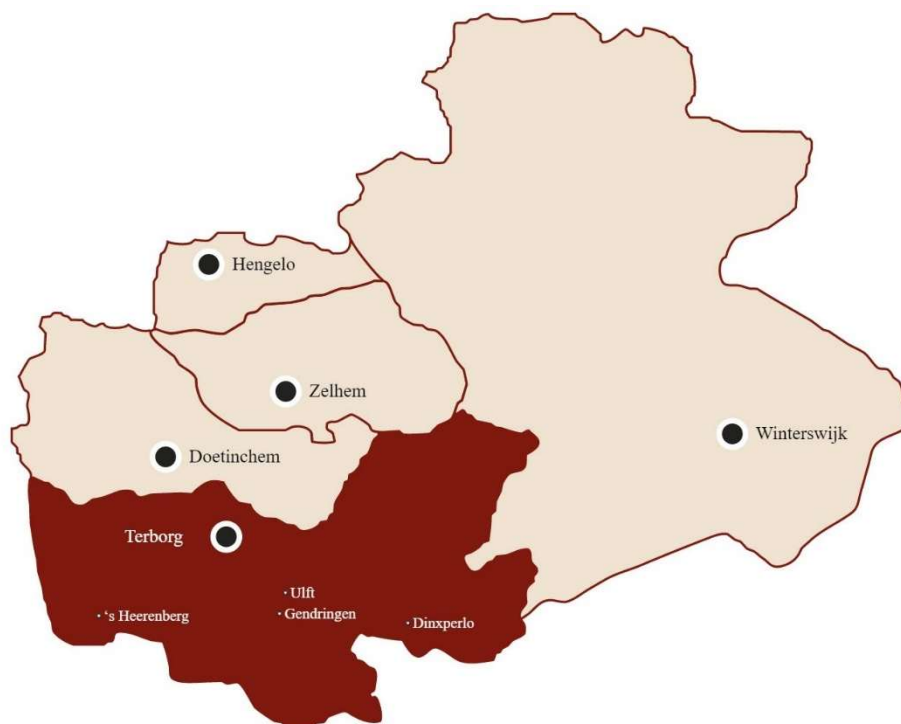 Hengelo
Zelhem
Winterswijk
Doetinchem
Terborg
Ulft
‘s Heerenberg
Gendringen
Dinxperlo